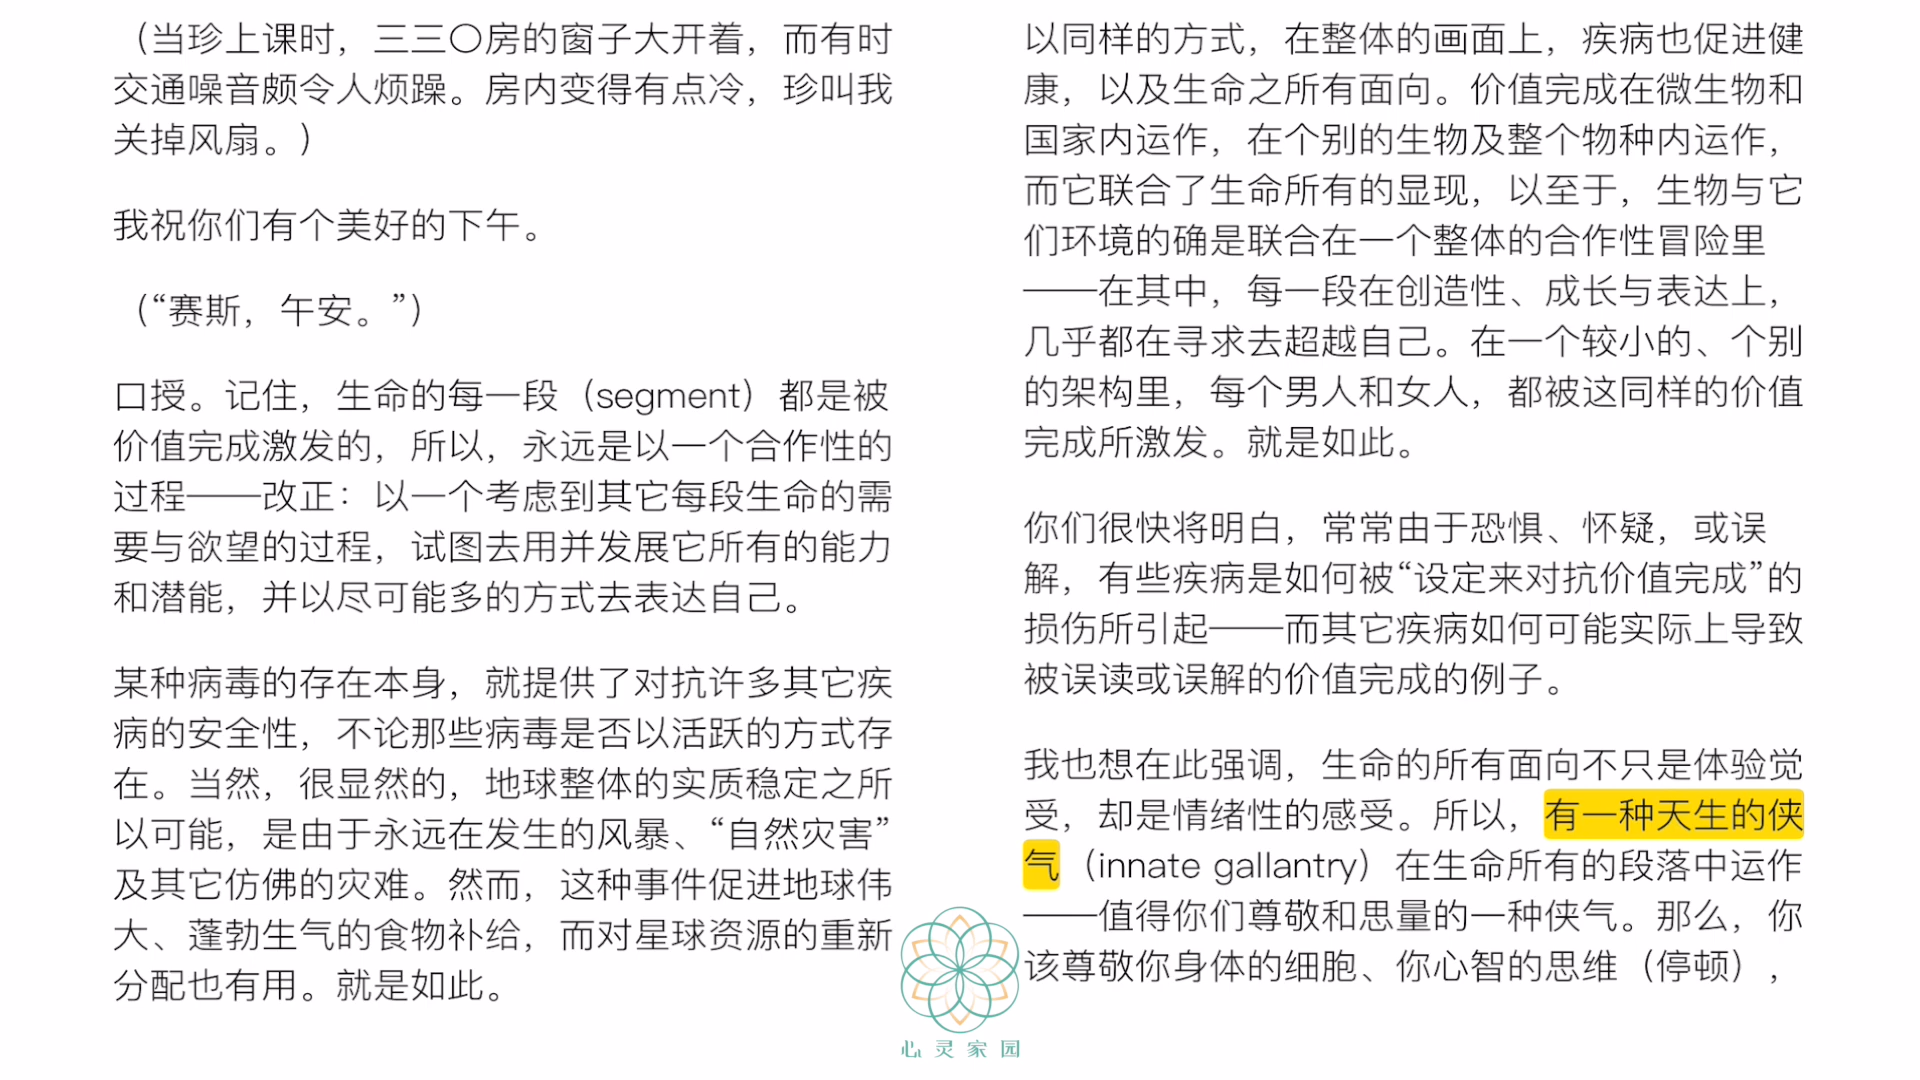 （当珍上课时，三三〇房的窗子大开着，而有时
交通噪音颇令人烦躁。房内变得有点冷，珍叫我
关掉风扇。）
我祝你们有个美好的下午。
（“赛斯，午安。”）
口授。记住，生命的每一段（segment）都是被
价值完成激发的，所以，永远是以一个合作性的
过程——改正：以一个考虑到其它每段生命的需
要与欲望的过程，试图去用并发展它所有的能力
和潜能，并以尽可能多的方式去表达自己。
某种病毒的存在本身，就提供了对抗许多其它疾
病的安全性，不论那些病毒是否以活跃的方式存
在。当然，很显然的，地球整体的实质稳定之所
以可能，是由于永远在发生的风暴、“自然灾害”
及其它仿佛的灾难。然而，这种事件促进地球伟
大、蓬勃生气的食物补给，而对星球资源的重新
分配也有用。就是如此。
以同样的方式，在整体的画面上，疾病也促进健
康，以及生命之所有面向。价值完成在微生物和
国家内运作，在个别的生物及整个物种内运作，
而它联合了生命所有的显现，以至于，生物与它
们环境的确是联合在一个整体的合作性冒险里
——在其中，每一段在创造性、成长与表达上，
几乎都在寻求去超越自己。在一个较小的、个别
的架构里，每个男人和女人，都被这同样的价值
完成所激发。就是如此。
你们很快将明白，常常由于恐惧、怀疑，或误
解，有些疾病是如何被“设定来对抗价值完成”的
损伤所引起——而其它疾病如何可能实际上导致
被误读或误解的价值完成的例子。
我也想在此强调，生命的所有面向不只是体验觉
受，却是情绪性的感受。所以，有一种天生的侠
气（innate gallantry）在生命所有的段落中运作
——值得你们尊敬和思量的一种侠气。那么，你
该尊敬你身体的细胞、你心智的思维（停顿），
心灵家园